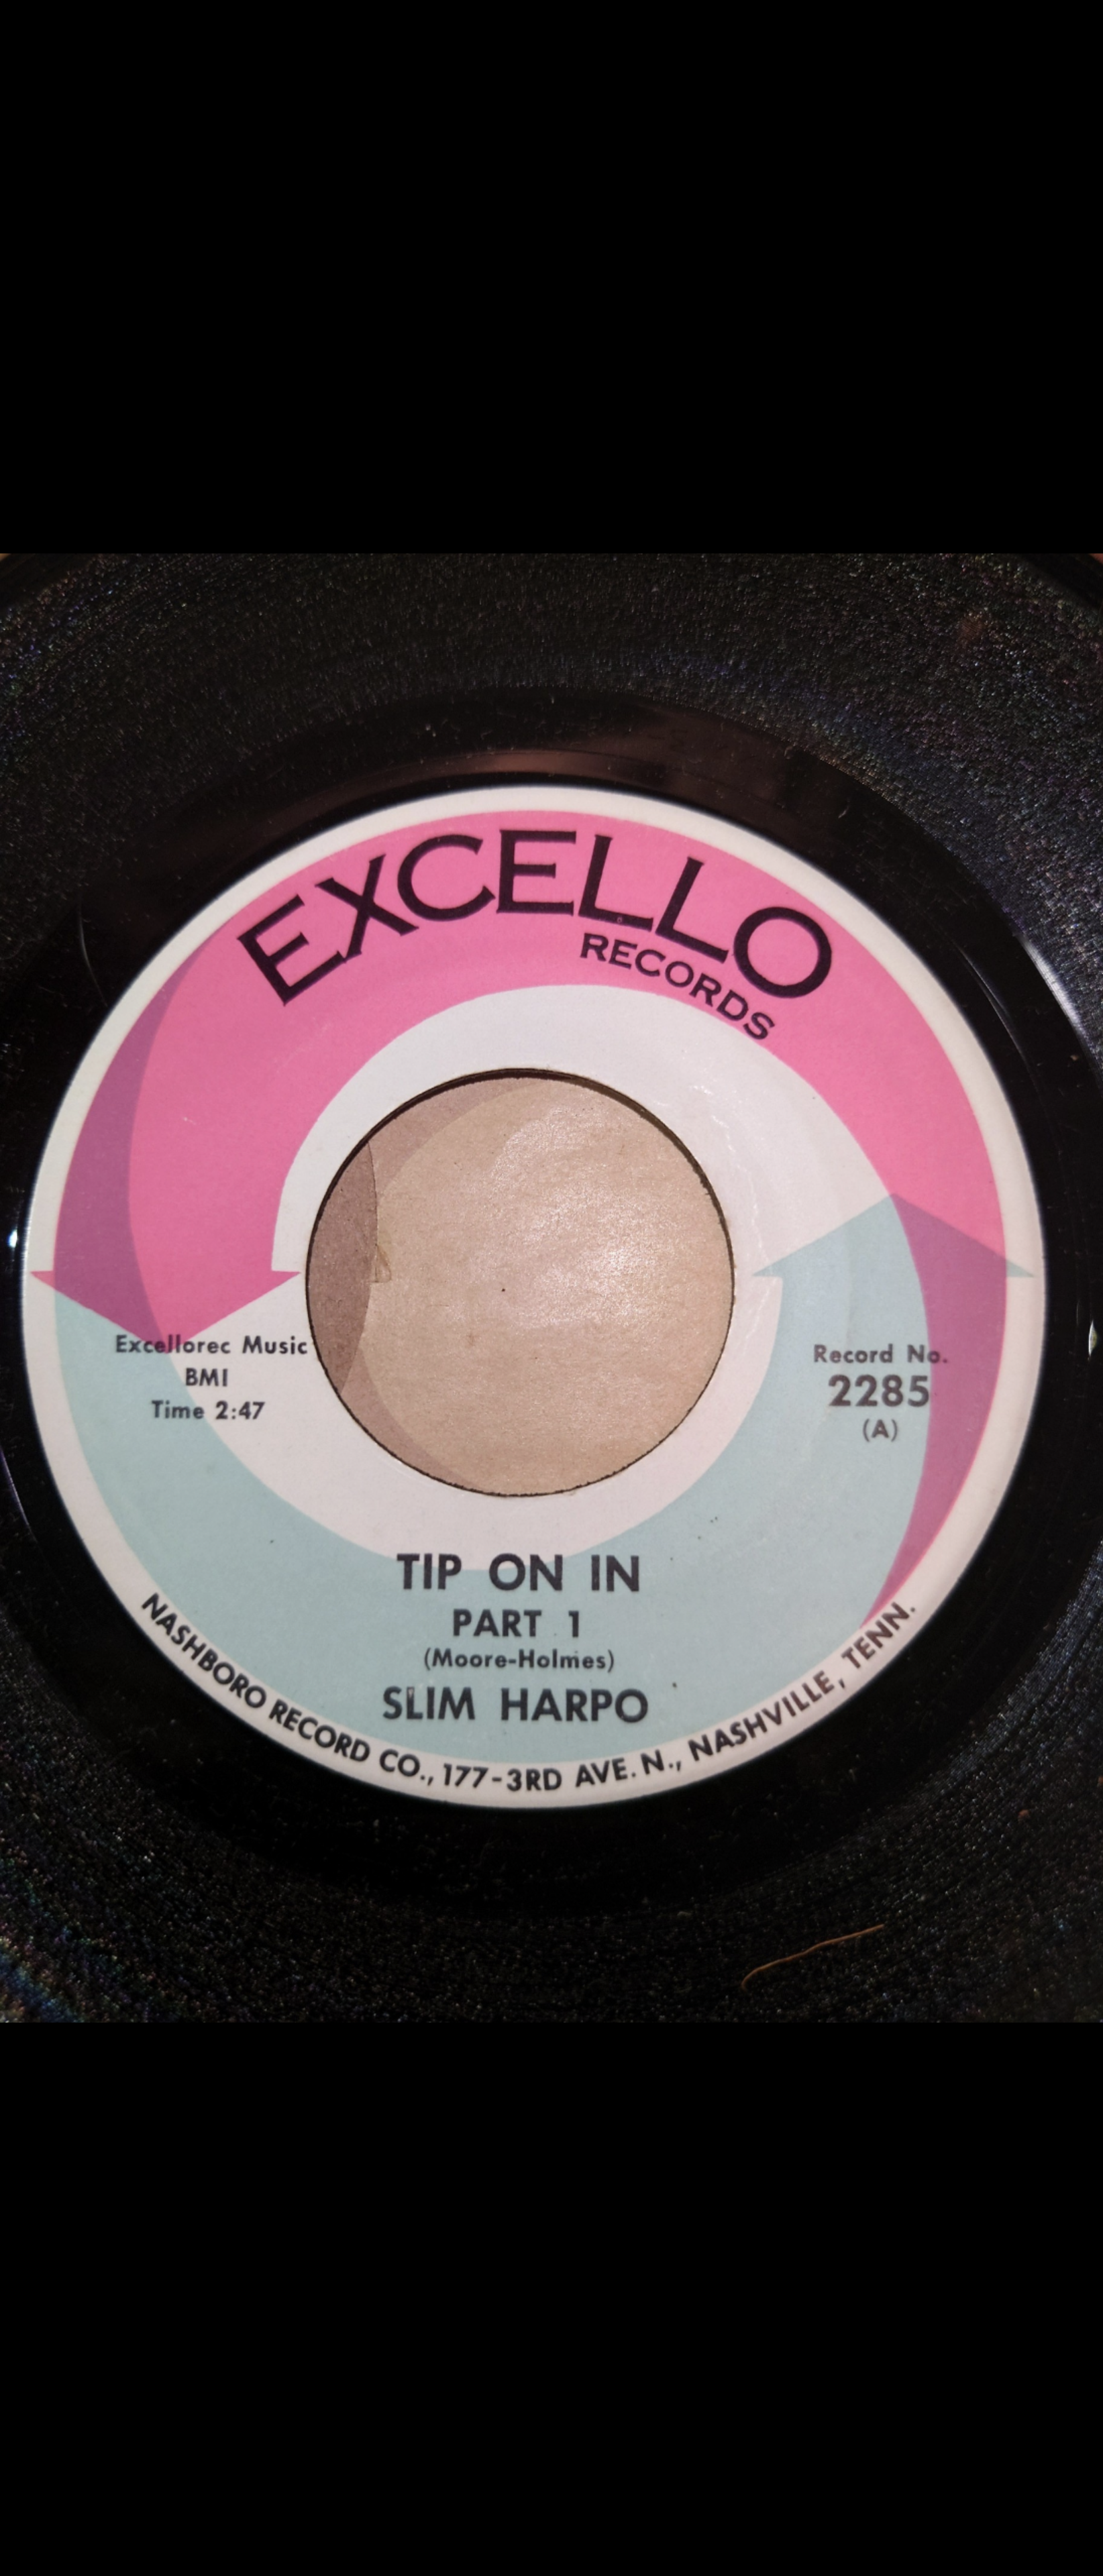 EXCELLO
RECORDS
Excellorec Music
BMI
Time 2:47
Record No.
2285
(A)
TIP ON IN
PART 1
(Moore-Holmes)
SLIM HARPO
NASHBORO RECORD CO., 177-3RD AVE. N., NASHVILLE, TENN.